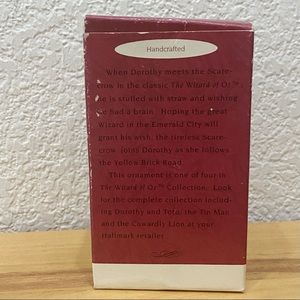 Handcrafted
When Dorothy meets the Scare-
crow in the classic The Wizard of Oz™,
he is stuffed with straw and wishing
he had a brain. Hoping the great
Wizard in the Emerald City will
grant his wish, the tireless Scare-
crow joins Dorothy as she follows
the Yellow Brick Road.
This ornament is one of four in
The Wizard of Oz™ Collection. Look
for the complete collection includ-
ing Dorothy and Toto, the Tin Man
and the Cowardly Lion at your
Hallmark retailer.